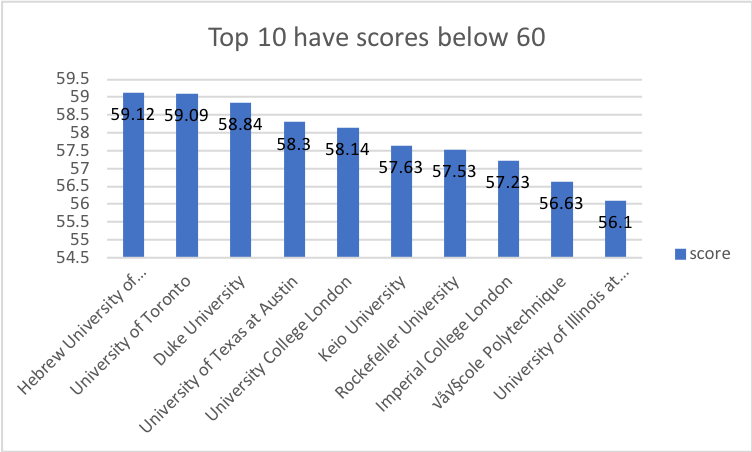 Top 10 have scores below 60
59.5
59
58.5
58
57.5
57
56.5
56
55.5
55
54.5
59.12
59.09
58.84
58.3
58.14
57.63
57.53
57.23
56.63
56.1
Hebrew University of...
University of Toronto
Duke University
University of Texas at Austin
University College London
Keio University
Rockefeller University
Imperial College London
√âv§cole Polytechnique
University of Illinois at...
score